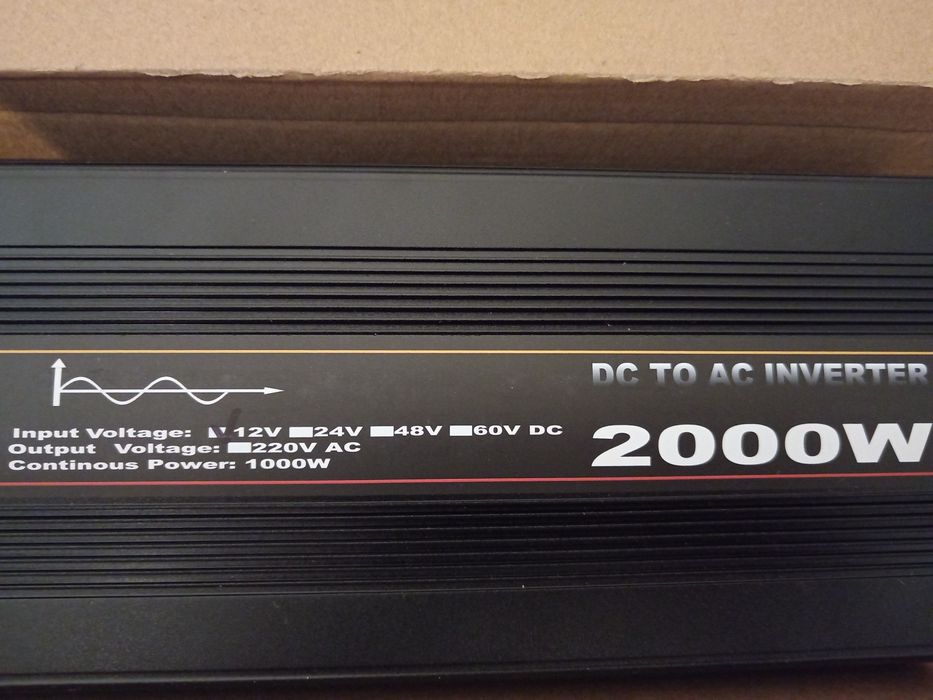 DC TO AC INVERTER
2000W
Input Voltage: 12V 24V 48V 60V DC
Output Voltage: 220V AC
Continous Power: 1000W